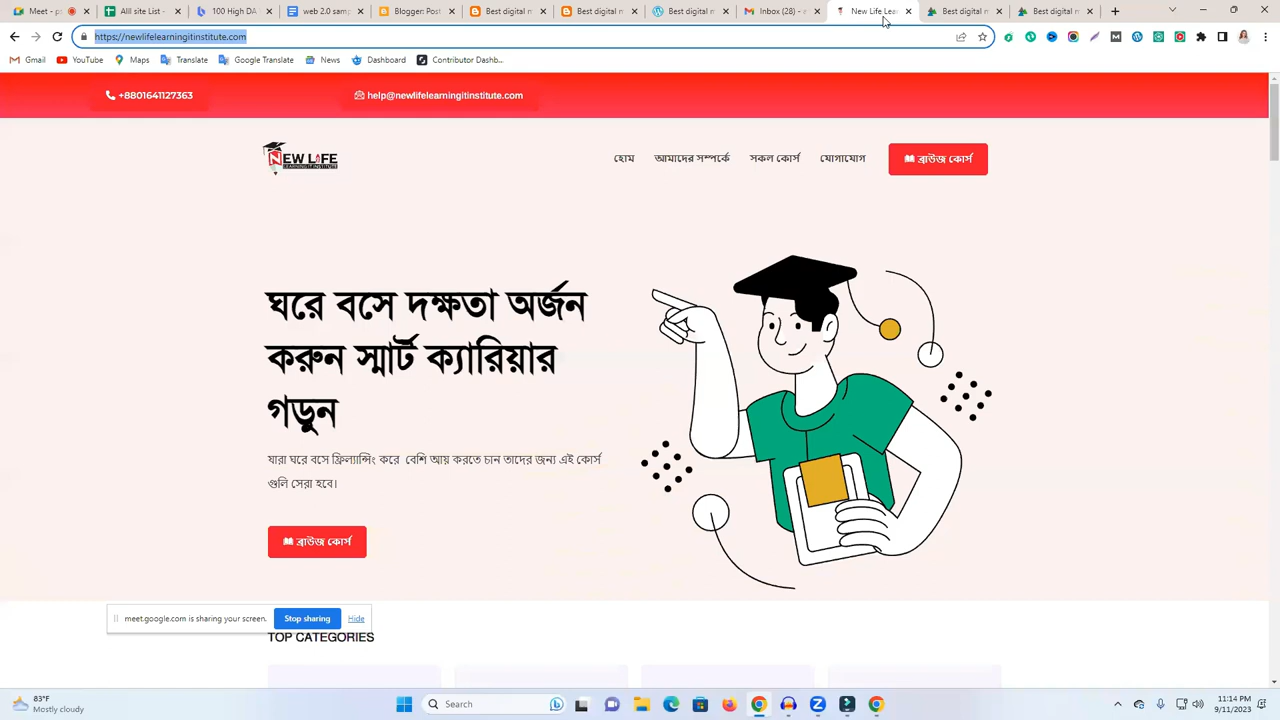 Meet - p
All site List -
100 High DA
web 2.0 samp
Blogger Post
Best digital m
Best digital m
Best digital m
Inbox (28) - a
New Life Lea
Best digital m
Best digital m
https://newlifelearningitinstitute.com
Gmail
YouTube
Maps
Translate
Google Translate
News
Dashboard
Contributor Dashb...
+8801641127363
help@newlifelearningitinstitute.com
NEW LIFE
LEARNING IT INSTITUTE
হোম
আমাদের সম্পর্কে
সকল কোর্স
যোগাযোগ
ব্রাউজ কোর্স
ঘরে বসে দক্ষতা অর্জন
করুন স্মার্ট ক্যারিয়ার
গড়ুন
যারা ঘরে বসে ফ্রিল্যান্সিং করে বেশি আয় করতে চান তাদের জন্য এই কোর্স
গুলি সেরা হবে।
ব্রাউজ কোর্স
meet.google.com is sharing your screen.
Stop sharing
Hide
TOP CATEGORIES
83°F
Mostly cloudy
Search
11:14 PM
9/11/2023